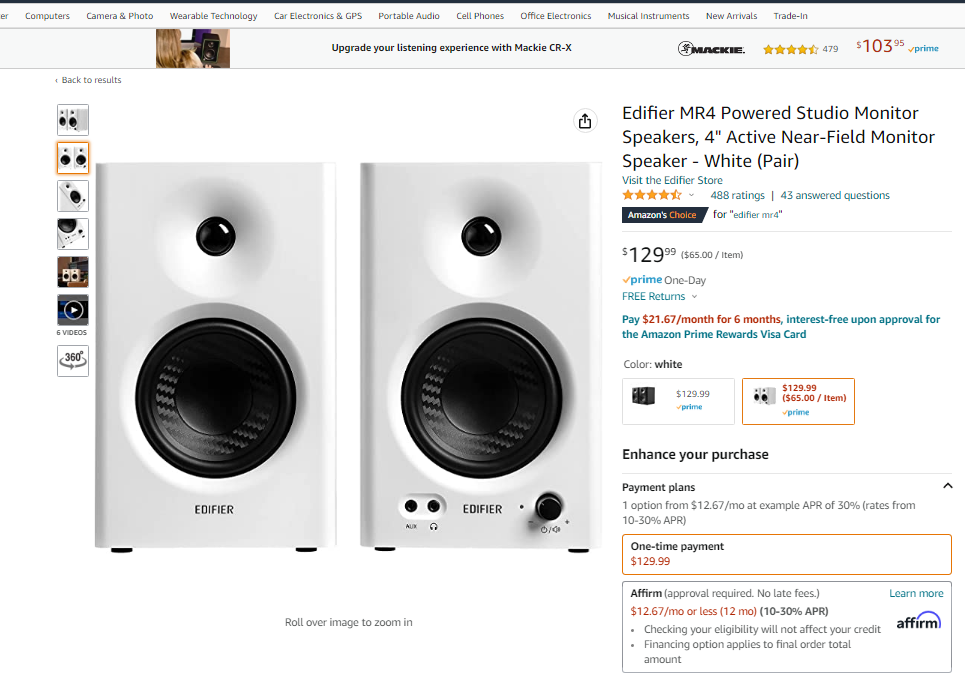 er Computers Camera & Photo Wearable Technology Car Electronics & GPS Portable Audio Cell Phones Office Electronics Musical Instruments New Arrivals Trade-In
Upgrade your listening experience with Mackie CR-X
MACKIE. 479 $103.95 prime
‹ Back to results
6 VIDEOS
360°
EDIFIER
AUX
EDIFIER
- +
Roll over image to zoom in
Edifier MR4 Powered Studio Monitor
Speakers, 4" Active Near-Field Monitor
Speaker - White (Pair)
Visit the Edifier Store
488 ratings | 43 answered questions
Amazon's Choice for "edifier mr4"
$129.99 ($65.00 / Item)
prime One-Day
FREE Returns
Pay $21.67/month for 6 months, interest-free upon approval for
the Amazon Prime Rewards Visa Card
Color: white
$129.99
prime
$129.99
($65.00 / Item)
prime
Enhance your purchase
Payment plans
1 option from $12.67/mo at example APR of 30% (rates from
10-30% APR)
One-time payment
$129.99
Affirm (approval required. No late fees.) Learn more
$12.67/mo or less (12 mo) (10-30% APR)
affirm
• Checking your eligibility will not affect your credit
• Financing option applies to final order total
amount